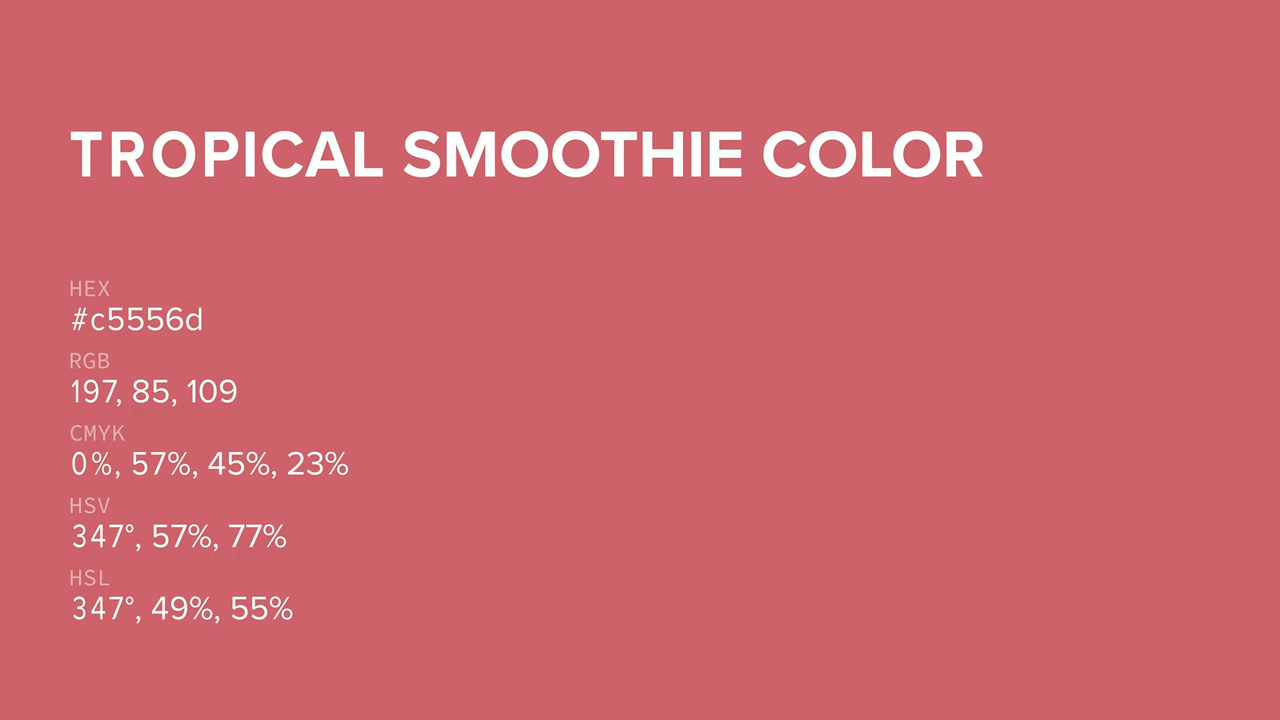 TROPICAL SMOOTHIE COLOR
HEX
#c5556d
RGB
197, 85, 109
CMYK
0%, 57%, 45%, 23%
HSV
347°, 57%, 77%
HSL
347°, 49%, 55%